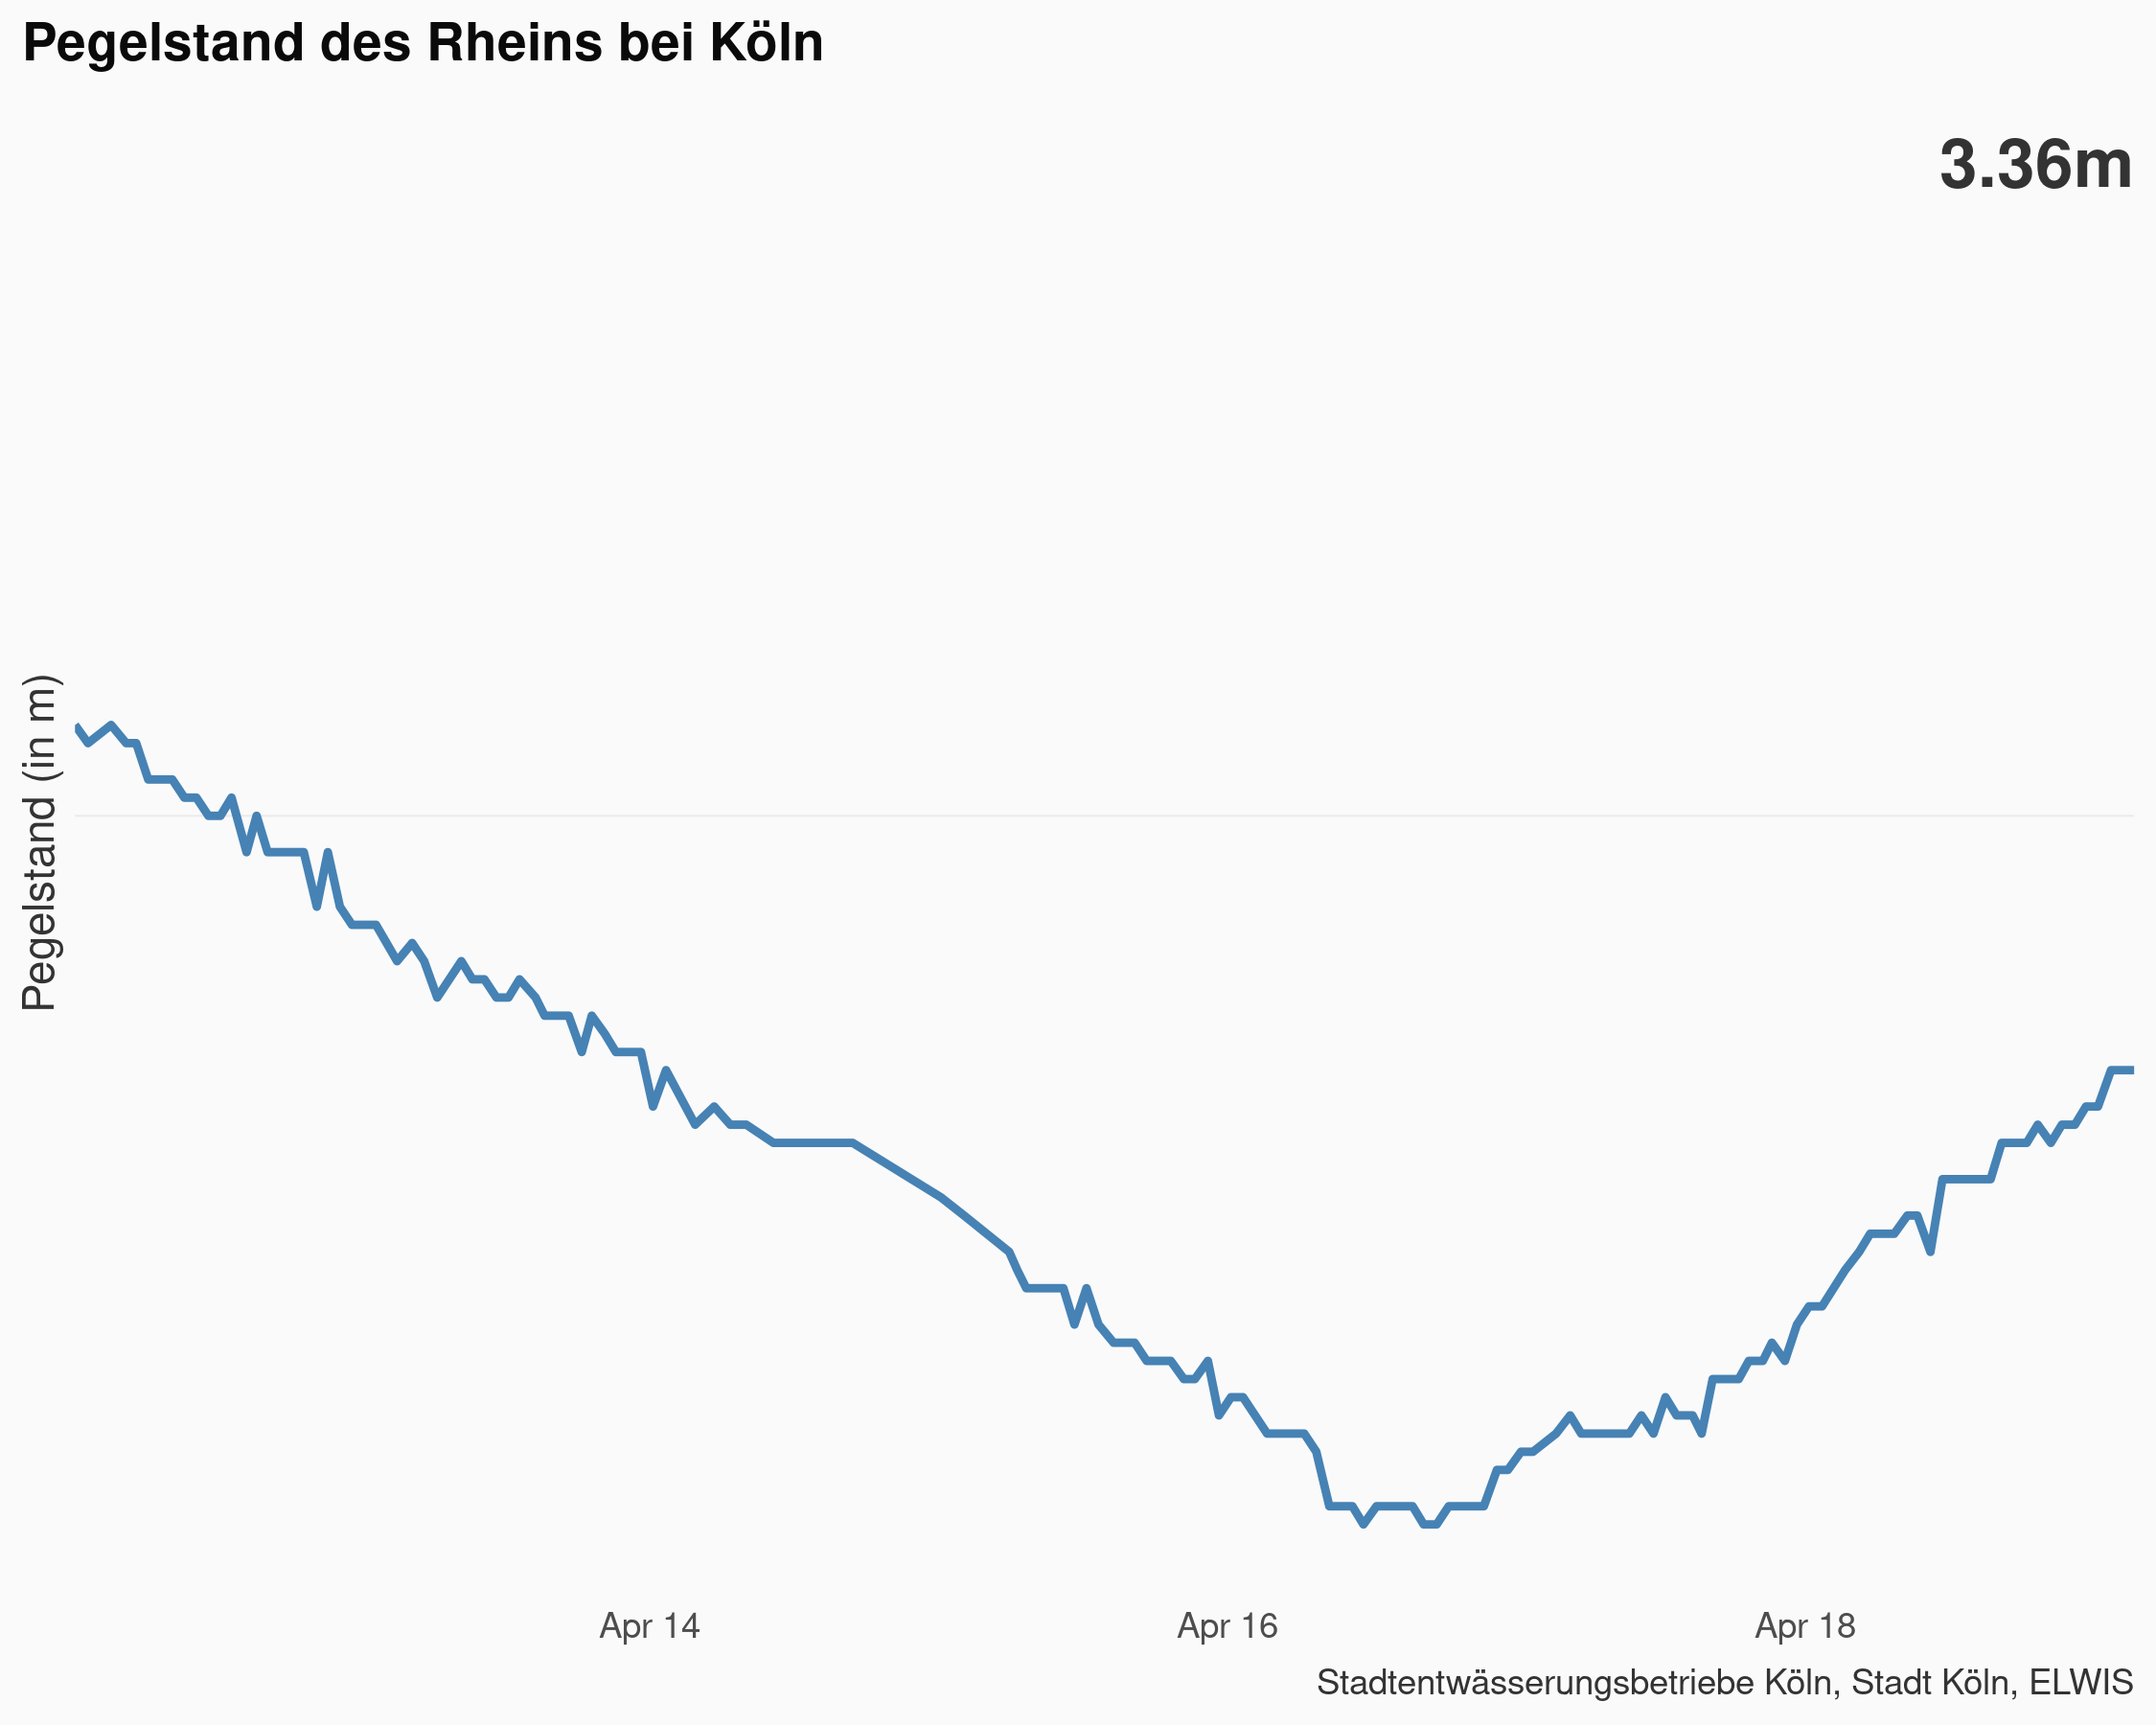 Pegelstand des Rheins bei Köln
3.36m
Pegelstand (in m)
Apr 14
Apr 16
Apr 18
Stadtentwässerungsbetriebe Köln, Stadt Köln, ELWIS